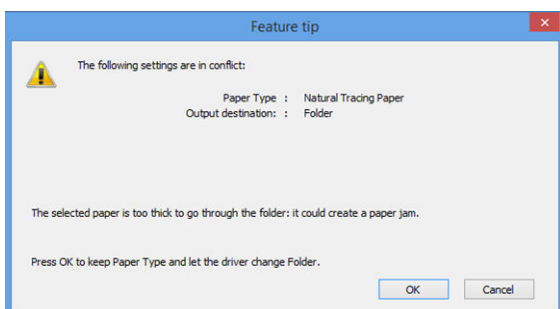 Feature tip
The following settings are in conflict:
Paper Type : Natural Tracing Paper
Output destination: : Folder
The selected paper is too thick to go through the folder: it could create a paper jam.
Press OK to keep Paper Type and let the driver change Folder.
OK Cancel